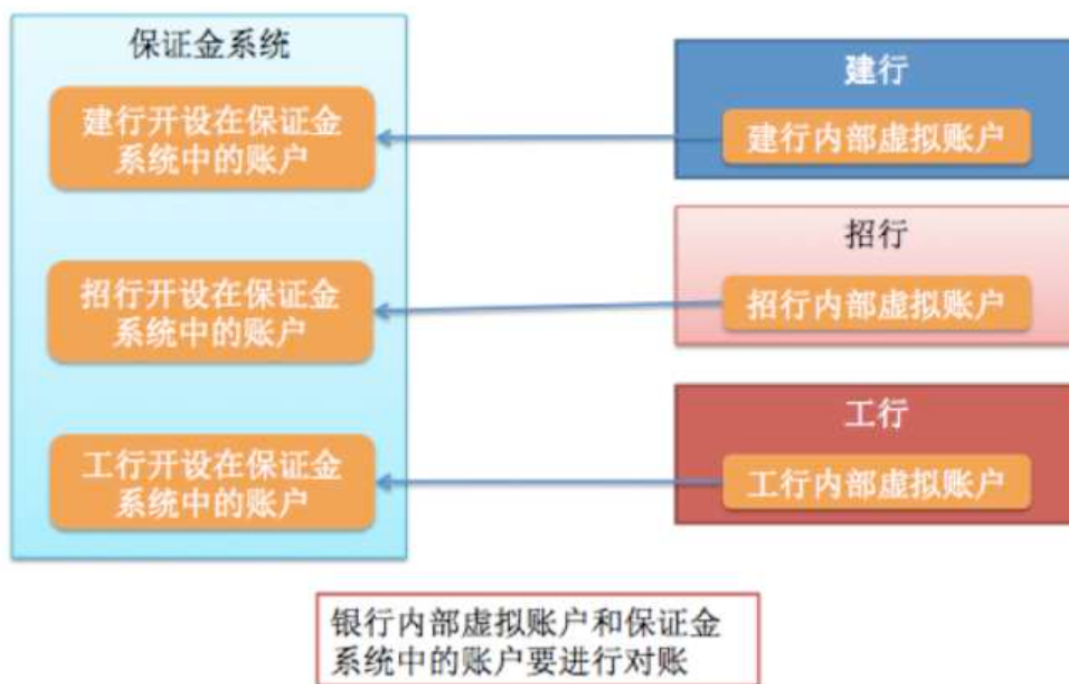 保证金系统
建行开设在保证金
系统中的账户
招行开设在保证金
系统中的账户
工行开设在保证金
系统中的账户
建行
建行内部虚拟账户
招行
招行内部虚拟账户
工行
工行内部虚拟账户
银行内部虚拟账户和保证金
系统中的账户要进行对账